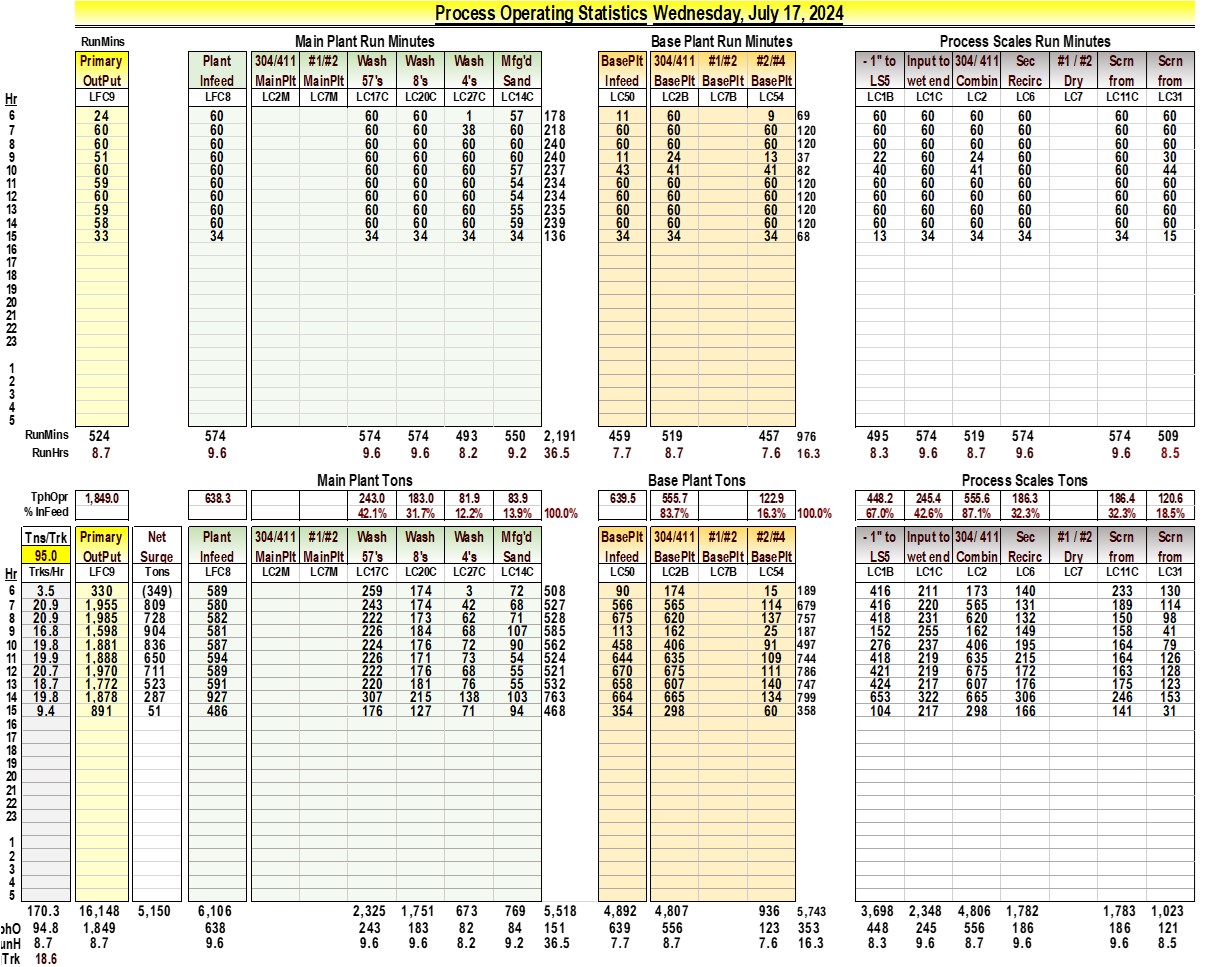 Process Operating Statistics Wednesday, July 17, 2024
RunMins Main Plant Run Minutes Base Plant Run Minutes Process Scales Run Minutes
Primary Plant 304/411 #1/#2 Wash Wash Wash Mfg'd BasePlt 304/411 #1/#2 #2/#4 - 1" to Input to 304/ 411 Sec #1 / #2 Scrn Scrn
OutPut Infeed MainPlt MainPlt 57's 8's 4's Sand Infeed BasePlt BasePlt BasePlt LS5 wet end Combin Recirc Dry from from
Hr LFC9 LFC8 LC2M LC7M LC17C LC20C LC27C LC14C LC50 LC2B LC7B LC54 LC1B LC1C LC2 LC6 LC7 LC11C LC31
6 24 60 60 60 1 57 178 11 60 9 69 60 60 60 60 60 60
7 60 60 60 60 38 60 218 60 60 60 120 60 60 60 60 60 60
8 60 60 60 60 60 60 240 60 60 60 120 60 60 60 60 60 60
9 51 60 60 60 60 60 240 11 24 13 37 22 60 24 60 60 30
10 60 60 60 60 60 57 237 43 41 41 82 40 60 41 60 60 44
11 59 60 60 60 60 54 234 60 60 60 120 60 60 60 60 60 60
12 60 60 60 60 60 54 234 60 60 60 120 60 60 60 60 60 60
13 59 60 60 60 60 55 235 60 60 60 120 60 60 60 60 60 60
14 58 60 60 60 60 59 239 60 60 60 120 60 60 60 60 60 60
15 33 34 34 34 34 34 136 34 34 34 68 13 34 34 34 34 15
16
17
18
19
20
21
22
23
1
2
3
4
5
RunMins 524 574 574 574 493 550 2,191 459 519 457 976 495 574 519 574 574 509
RunHrs 8.7 9.6 9.6 9.6 8.2 9.2 36.5 7.7 8.7 7.6 16.3 8.3 9.6 8.7 9.6 9.6 8.5
Main Plant Tons Base Plant Tons Process Scales Tons
TphOpr 1,849.0 638.3 243.0 183.0 81.9 83.9 639.5 555.7 122.9 448.2 245.4 555.6 186.3 186.4 120.6
% InFeed 42.1% 31.7% 12.2% 13.9% 100.0% 83.7% 16.3% 100.0% 67.0% 42.6% 87.1% 32.3% 32.3% 18.5%
Tns/Trk Primary Net Plant 304/411 #1/#2 Wash Wash Wash Mfg'd BasePlt 304/411 #1/#2 #2/#4 - 1" to Input to 304/ 411 Sec #1 / #2 Scrn Scrn
95.0 OutPut Surge Infeed MainPlt MainPlt 57's 8's 4's Sand Infeed BasePlt BasePlt BasePlt LS5 wet end Combin Recirc Dry from from
Hr Trks/Hr LFC9 Tons LFC8 LC2M LC7M LC17C LC20C LC27C LC14C LC50 LC2B LC7B LC54 LC1B LC1C LC2 LC6 LC7 LC11C LC31
6 3.5 330 (349) 589 259 174 3 72 508 90 174 15 189 416 211 173 140 233 130
7 20.9 1,955 809 580 243 174 42 68 527 566 565 114 679 416 220 565 131 189 114
8 20.9 1,985 728 582 222 173 62 71 528 675 620 137 757 418 231 620 132 150 98
9 16.8 1,598 904 581 226 184 68 107 585 113 162 25 187 152 255 162 149 158 41
10 19.8 1,881 836 587 224 176 72 90 562 458 406 91 497 276 237 406 195 164 79
11 19.9 1,888 650 594 226 171 73 54 524 644 635 109 744 418 219 635 215 164 126
12 20.7 1,970 711 589 222 176 68 55 521 670 675 111 786 421 219 675 172 163 128
13 18.7 1,772 523 591 220 181 76 55 532 658 607 140 747 424 217 607 176 175 123
14 19.8 1,878 287 927 307 215 138 103 763 664 665 134 799 653 322 665 306 246 153
15 9.4 891 51 486 176 127 71 94 468 354 298 60 358 104 217 298 166 141 31
16
17
18
19
20
21
22
23
1
2
3
4
5
170.3 16,148 5,150 6,106 2,325 1,751 673 769 5,518 4,892 4,807 936 5,743 3,698 2,348 4,806 1,782 1,783 1,023
phO 94.8 1,849 638 243 183 82 84 151 639 556 123 353 448 245 556 186 186 121
unH 8.7 8.7 9.6 9.6 9.6 8.2 9.2 36.5 7.7 8.7 7.6 16.3 8.3 9.6 8.7 9.6 9.6 8.5
Trk 18.6